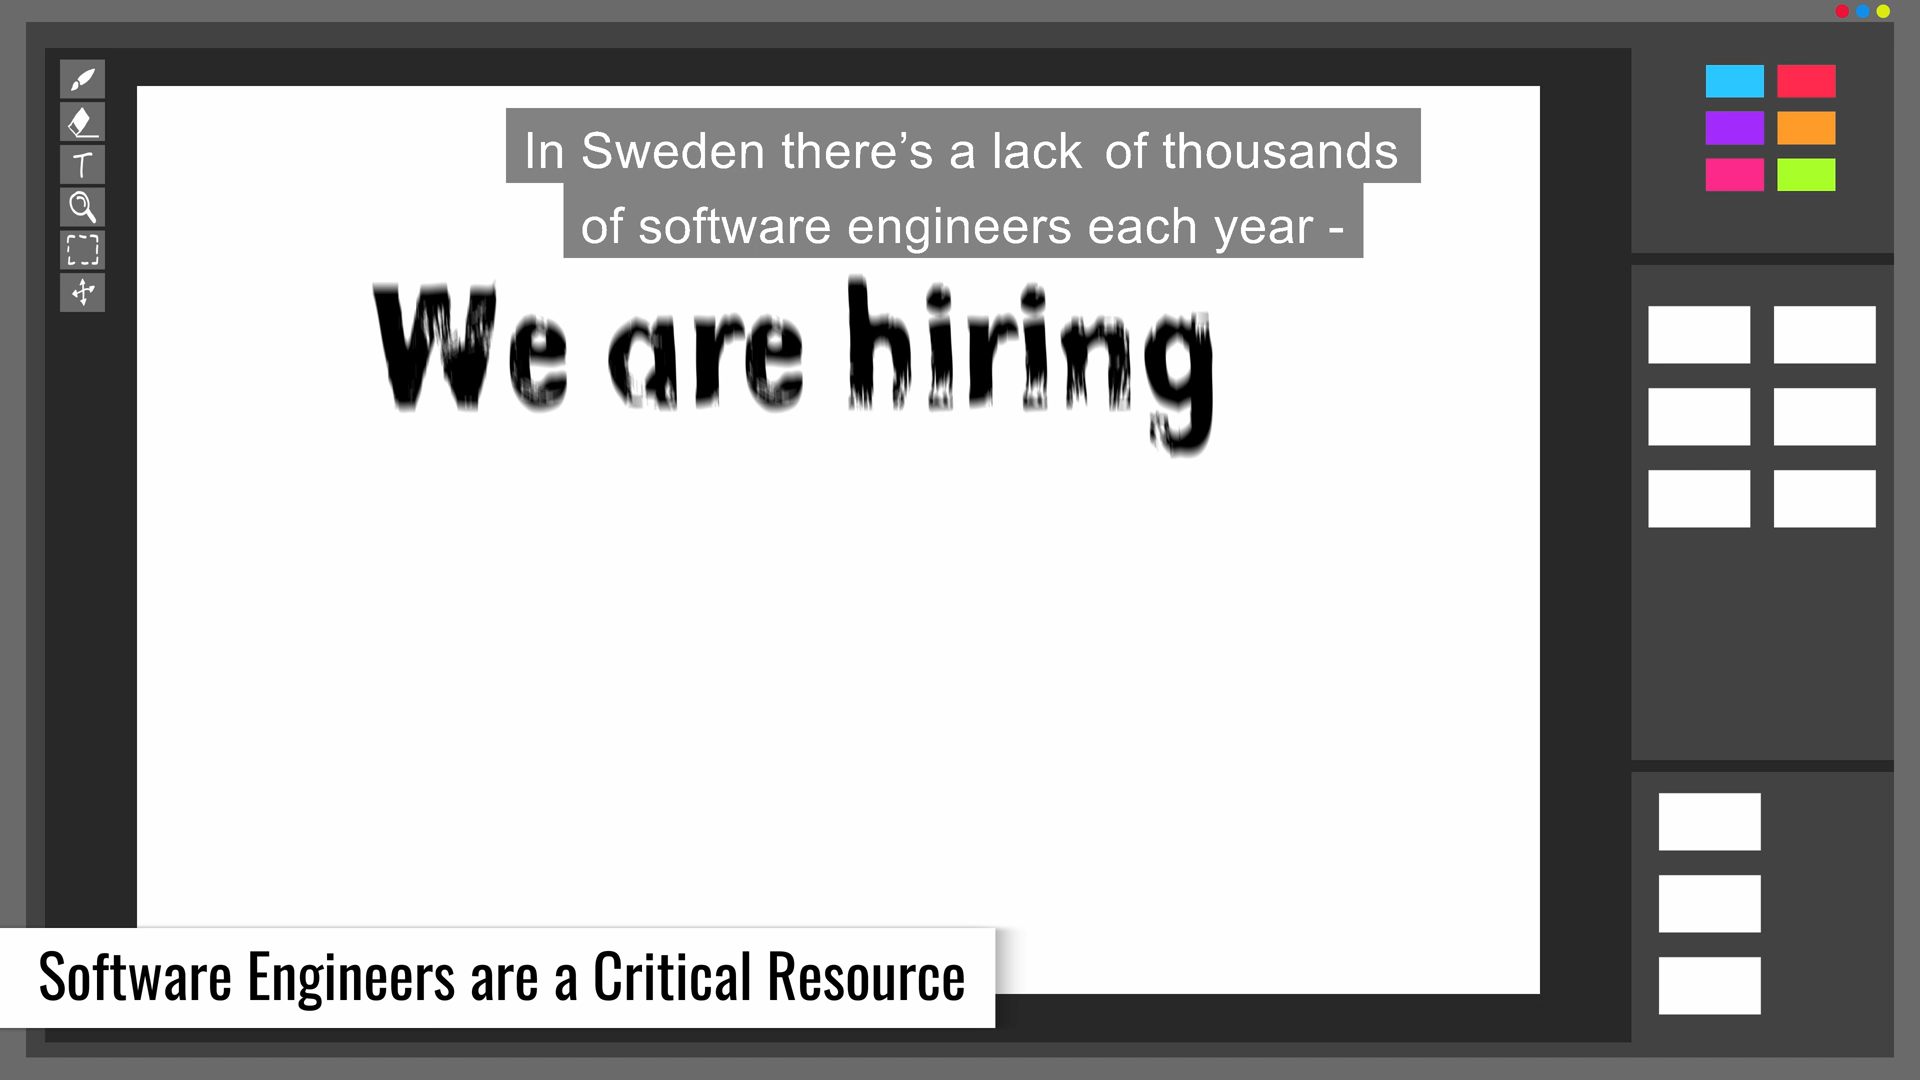 In Sweden there’s a lack of thousands
of software engineers each year -
We are hiring
Software Engineers are a Critical Resource